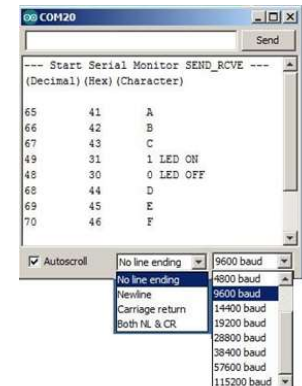 COM20
Send
--- Start Serial Monitor SEND_RCVE ---
(Decimal)(Hex)(Character)
65 41 A
66 42 B
67 43 C
49 31 1 LED ON
48 30 0 LED OFF
68 44 D
69 45 E
70 46 F
Autoscroll No line ending 9600 baud
No line ending
Newline
Carriage return
Both NL & CR
4800 baud
9600 baud
14400 baud
19200 baud
28800 baud
38400 baud
57600 baud
115200 baud